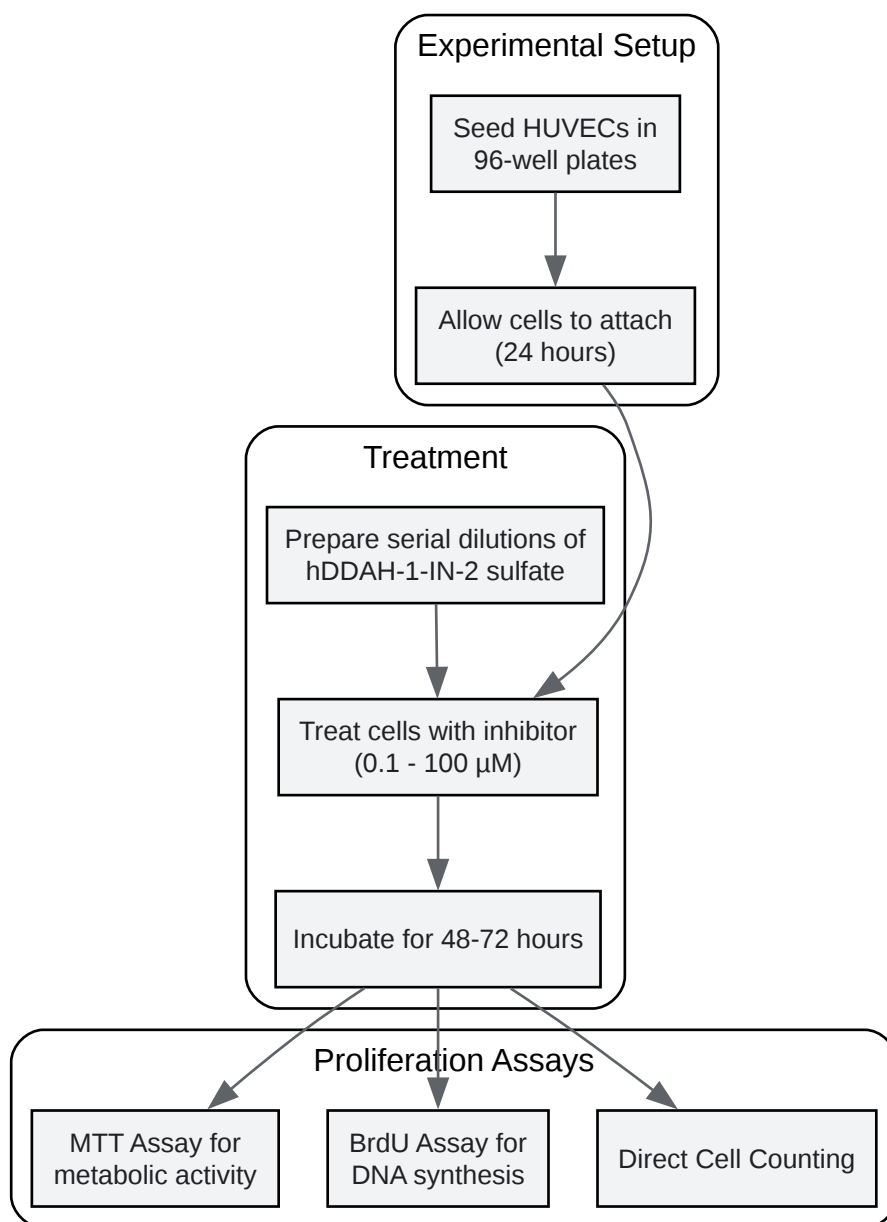 Experimental Setup
Seed HUVECs in
96-well plates
Allow cells to attach
(24 hours)
Treatment
Prepare serial dilutions of
hDDAH-1-IN-2 sulfate
Treat cells with inhibitor
(0.1 - 100 µM)
Incubate for 48-72 hours
Proliferation Assays
MTT Assay for
metabolic activity
BrdU Assay for
DNA synthesis
Direct Cell Counting